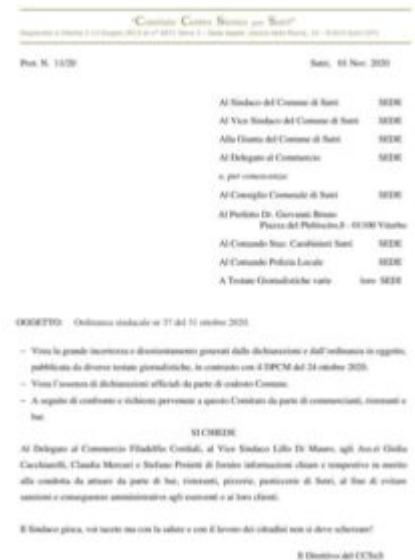 "Comitato Centro Storico per Sutri"
Prot. N. 11/20 Sutri, 01 Nov. 2020
Al Sindaco del Comune di Sutri SEDE
Al Vice Sindaco del Comune di Sutri SEDE
Alla Giunta del Comune di Sutri SEDE
Al Delegato al Commercio SEDE
e, per conoscenza:
Al Consiglio Comunale di Sutri SEDE
Al Prefetto Dr. Giovanni Bruno
Piazza del Plebiscito,8 - 01100 Viterbo
Al Comando Staz. Carabinieri Sutri SEDE
Al Comando Polizia Locale SEDE
A Testate Giornalistiche varie loro SEDI
OGGETTO: Ordinanza sindacale nr 37 del 31 ottobre 2020.
– Vista la grande incertezza e disorientamento generati dalle dichiarazioni e dall'ordinanza in oggetto,
pubblicata da diverse testate giornalistiche, in contrasto con il DPCM del 24 ottobre 2020.
– Vista l'assenza di dichiarazioni ufficiali da parte di codesto Comune.
– A seguito di confronto e richieste pervenute a questo Comitato da parte di commercianti, ristoranti e
bar.
SI CHIEDE
Al Delegato al Commercio Filadelfio Cordiali, al Vice Sindaco Lillo Di Mauro, agli Ass.ri Giulia
Cacchiarelli, Claudia Mercuri e Stefano Proietti di fornire informazioni chiare e tempestive in merito
alla condotta da attuare da parte di bar, ristoranti, pizzerie, pasticcerie di Sutri, al fine di evitare
sanzioni e conseguenze amministrative agli esercenti e ai loro clienti.
Il Sindaco gioca, voi tacete ma con la salute e con il lavoro dei cittadini non si deve scherzare!
Il Direttivo del CCSxS